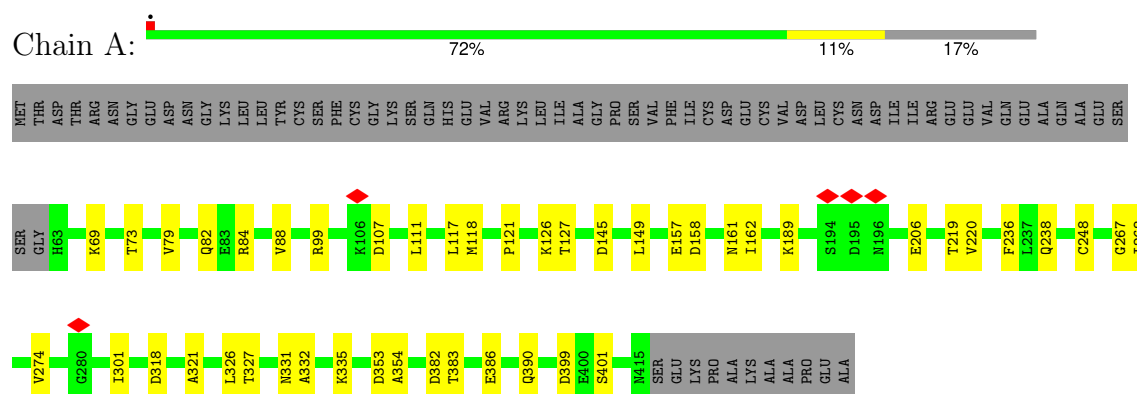 Chain A:
72%
11%
17%
MET THR ASP THR ARG ASN GLY GLU ASP ASN GLY LYS LEU LEU TYR CYS SER PHE CYS GLY LYS SER GLN HIS GLU VAL ARG LYS LEU ILE ALA GLY PRO SER VAL PHE ILE CYS ASP GLU CYS VAL ASP LEU CYS ASN ASP ILE ILE ARG GLU GLU VAL GLN GLU ALA GLN ALA GLU SER
SER GLY H63 K69 T73 V79 Q82 E83 R84 V88 R99 K106 D107 L111 L117 M118 P121 K126 T127 D145 L149 E157 D158 N161 I162 K189 S194 D195 N196 E206 T219 V220 F236 L237 Q238 C248 G267
V274 G280 I301 D318 A321 L326 T327 N331 A332 K335 D353 A354 D382 T383 E386 Q390 D399 E400 S401 N415 SER GLU LYS PRO ALA LYS ALA ALA PRO GLU ALA